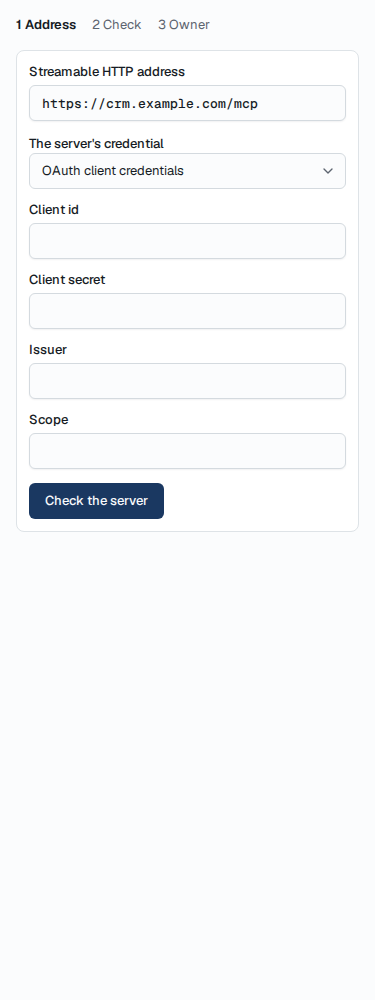 1 Address 2 Check 3 Owner
Streamable HTTP address
https://crm.example.com/mcp
The server's credential
OAuth client credentials
Client id
Client secret
Issuer
Scope
Check the server